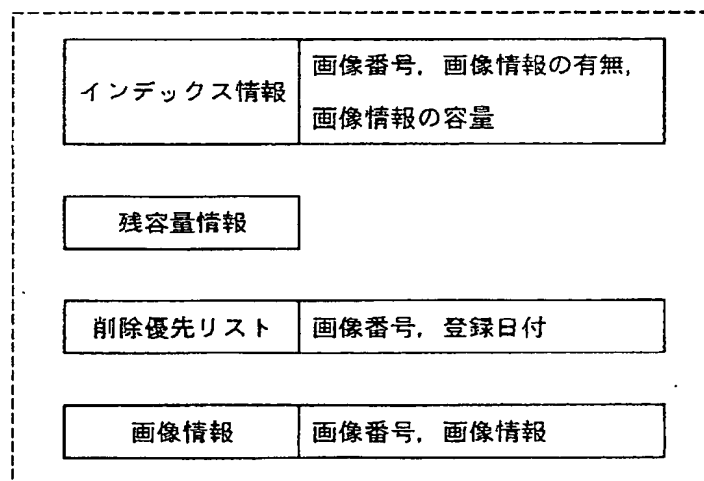 インデックス情報
画像番号，画像情報の有無，
画像情報の容量
残容量情報
削除優先リスト
画像番号，登録日付
画像情報
画像番号，画像情報